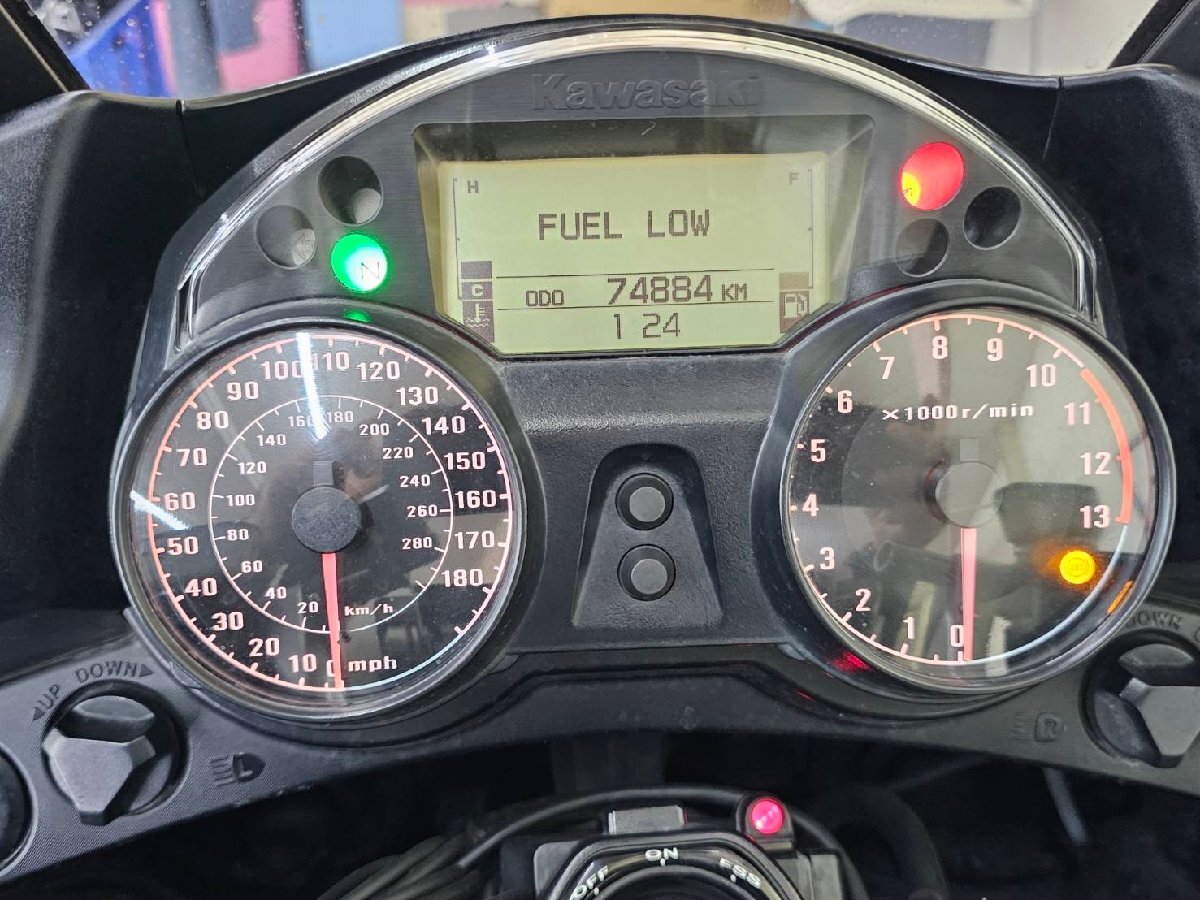 Kawasaki
H F
FUEL LOW
C
ODO 74884 KM
1 24
N
0 10 20 30 40 50 60 70 80 90 100 110 120 130 140 150 160 170 180
mph
20 40 60 80 100 120 140 160 180 200 220 240 260 280
km/h
0 1 2 3 4 5 6 7 8 9 10 11 12 13
×1000r/min
UP DOWN
L
DOWN
R
OFF ON FSS